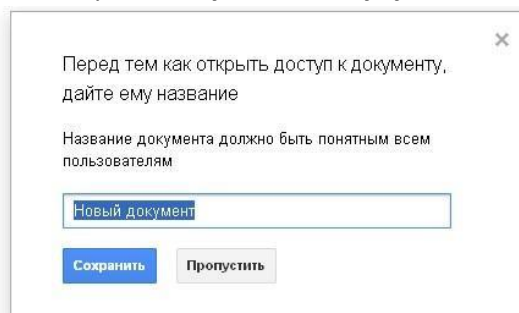 Перед тем как открыть доступ к документу,
дайте ему название
Название документа должно быть понятным всем
пользователям
Новый документ
Сохранить Пропустить